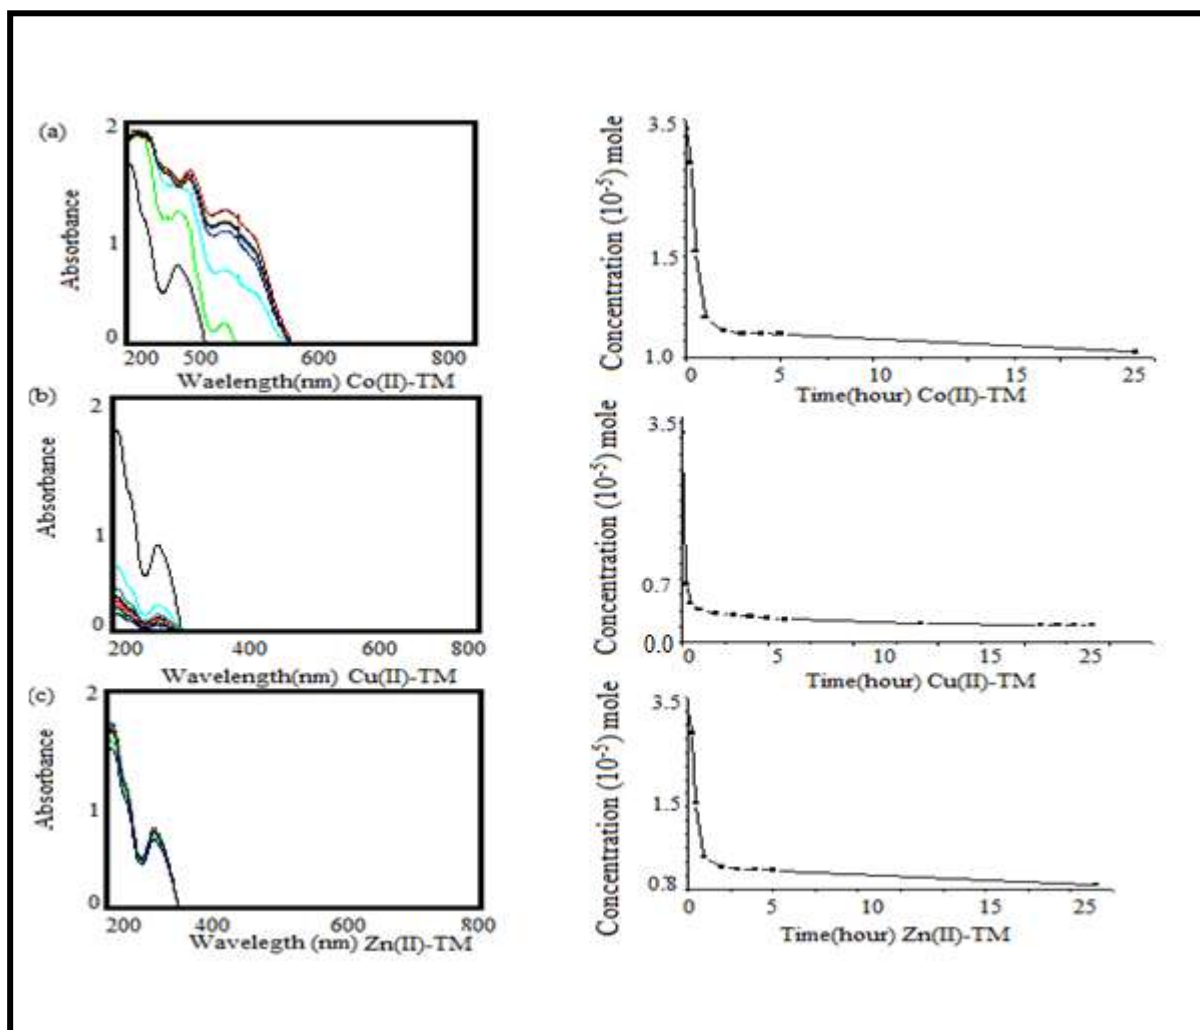 (a)
Absorbance
2
1
0
200 500 600 800
Waelength(nm) Co(II)-TM
Concentration (10-5) mole
3.5
1.5
1.0
0 5 10 15 25
Time(hour) Co(II)-TM
(b)
Absorbance
2
1
0
200 400 600 800
Wavelength(nm) Cu(II)-TM
Concentration (10-5) mole
3.5
0.7
0.0
0 5 10 15 25
Time(hour) Cu(II)-TM
(c)
Absorbance
2
1
0
200 400 600 800
Wavelegth (nm) Zn(II)-TM
Concentration (10-5) mole
3.5
1.5
0.8
0 5 10 15 25
Time(hour) Zn(II)-TM